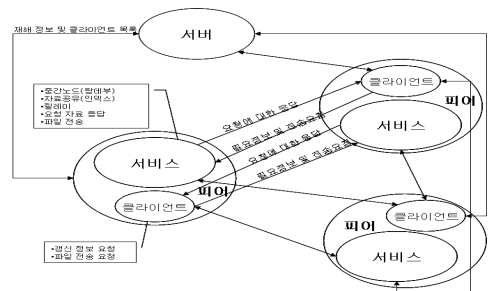 재해 정보 및 클라이언트 목록
서버
클라이언트
피어
서비스
•중간노드(랑데부)
•자료공유(인덱스)
•릴레이
•요청 자료 응답
•파일 전송
요청에 대한 응답
필요정보 및 전송요청
요청에 대한 응답
필요정보 및 전송요청
서비스
피어
클라이언트
클라이언트
피어
서비스
•갱신 정보 요청
•파일 전송 요청